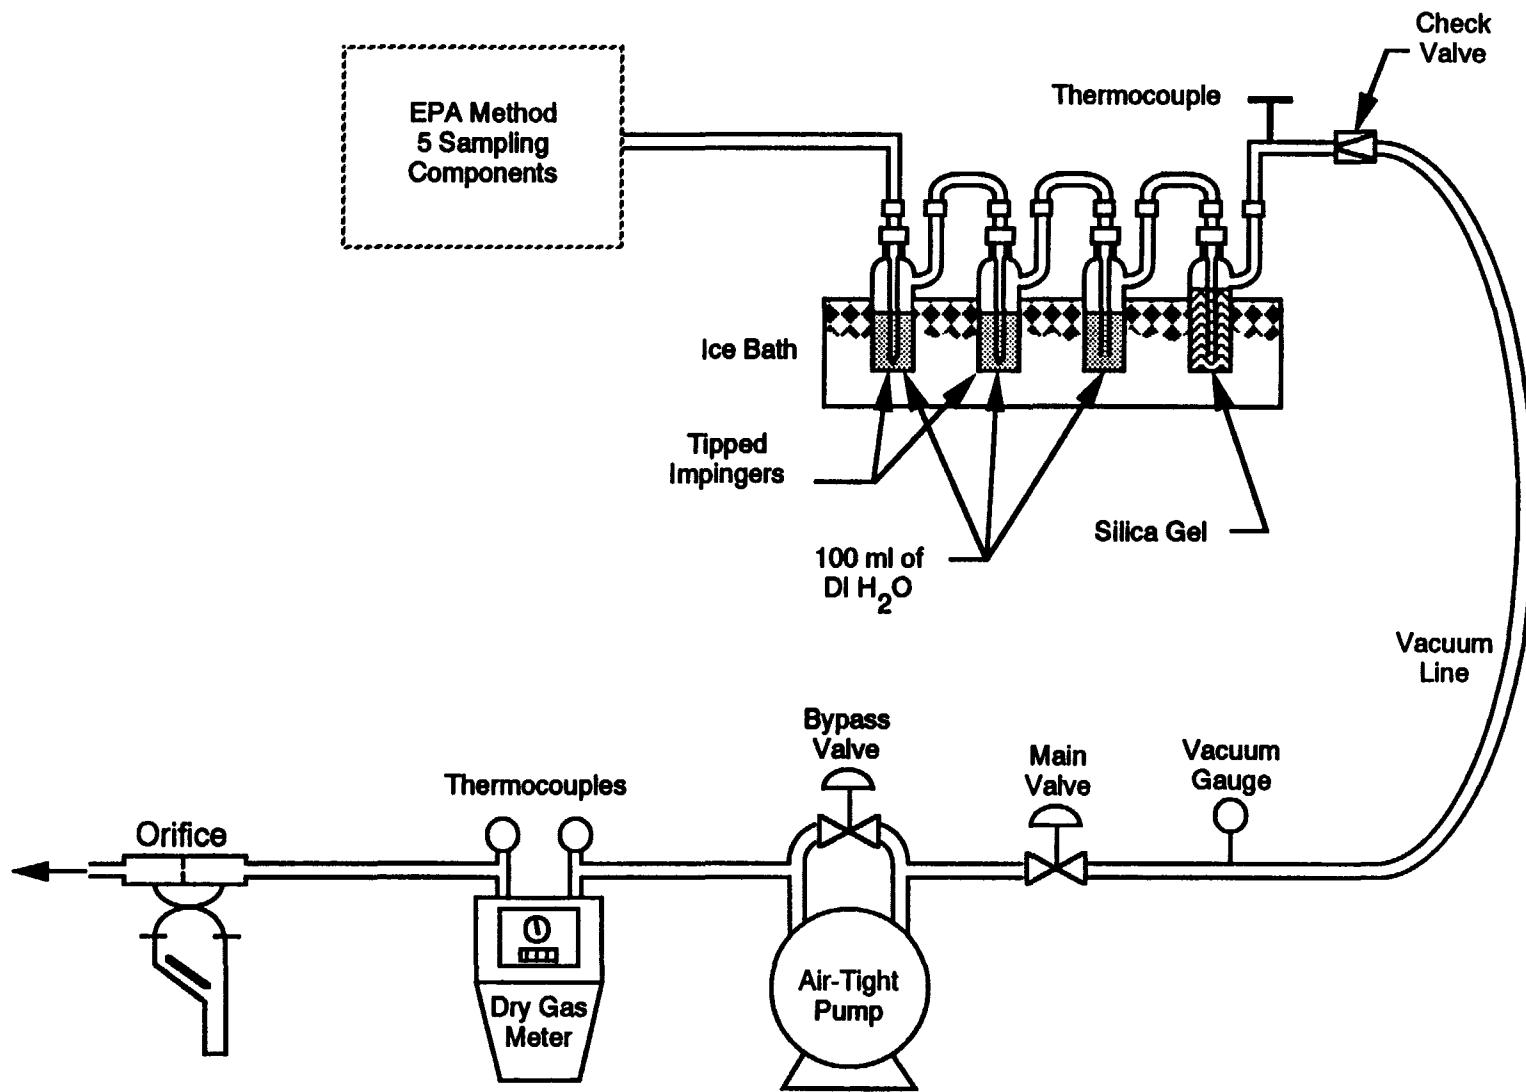 Check
Valve
Thermocouple
EPA Method
5 Sampling
Components
Ice Bath
Tipped
Impingers
Silica Gel
100 ml of
DI H₂O
Vacuum
Line
Bypass
Valve
Main
Valve
Vacuum
Gauge
Thermocouples
Orifice
Air-Tight
Pump
Dry Gas
Meter